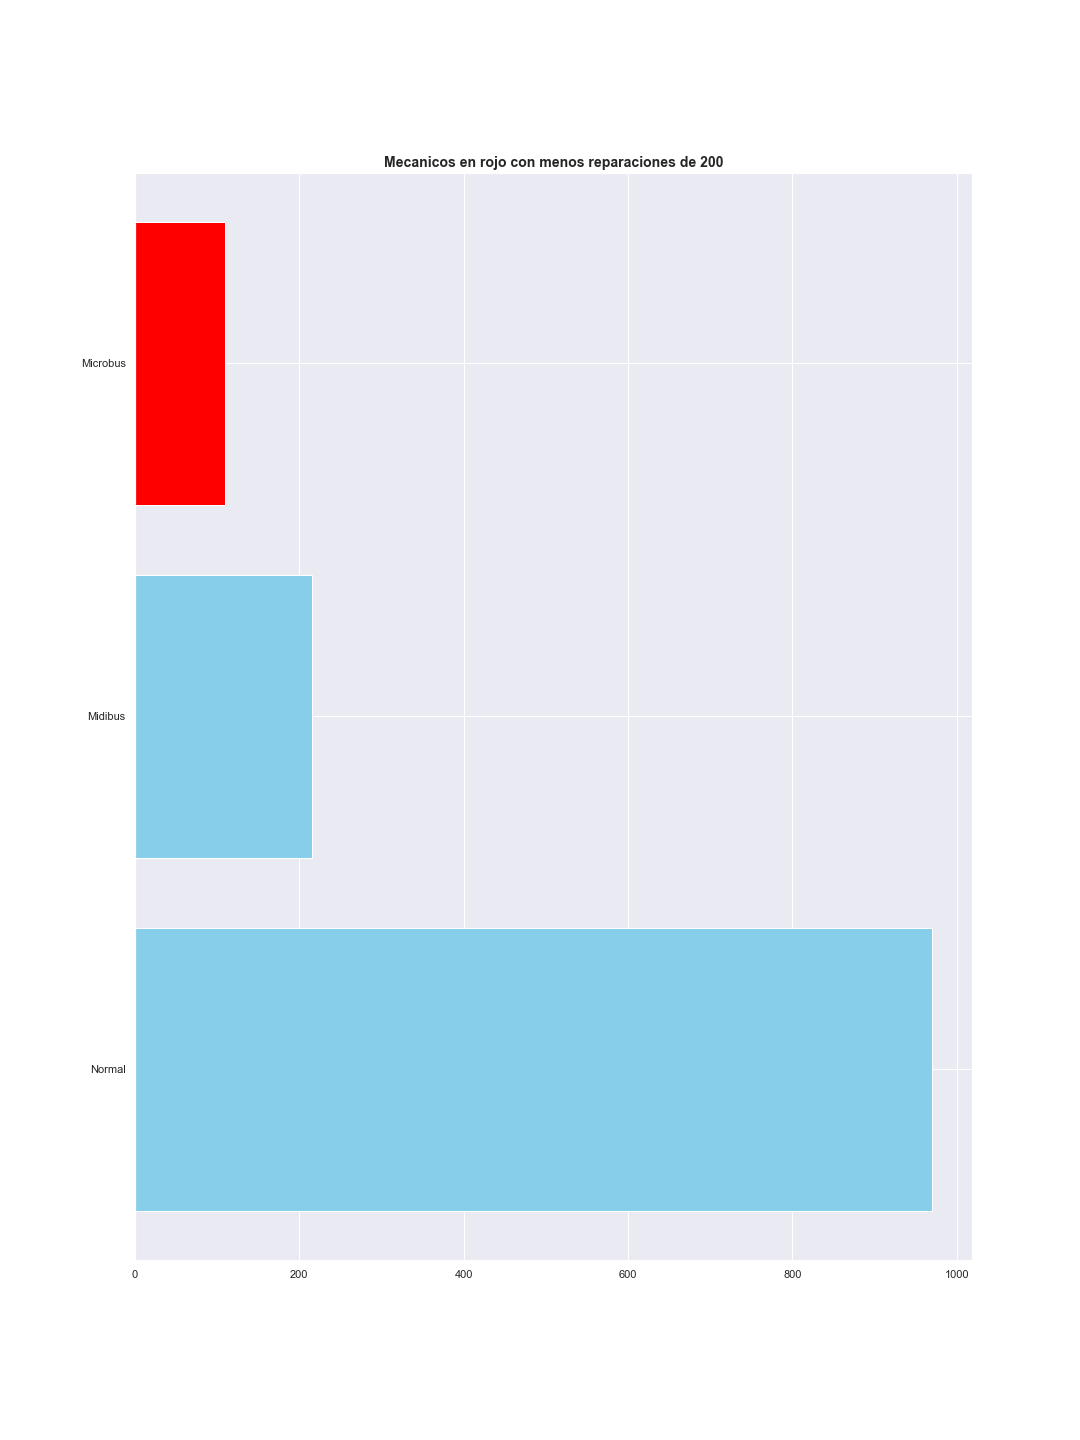 Mecanicos en rojo con menos reparaciones de 200
Microbus
Midibus
Normal
0 200 400 600 800 1000